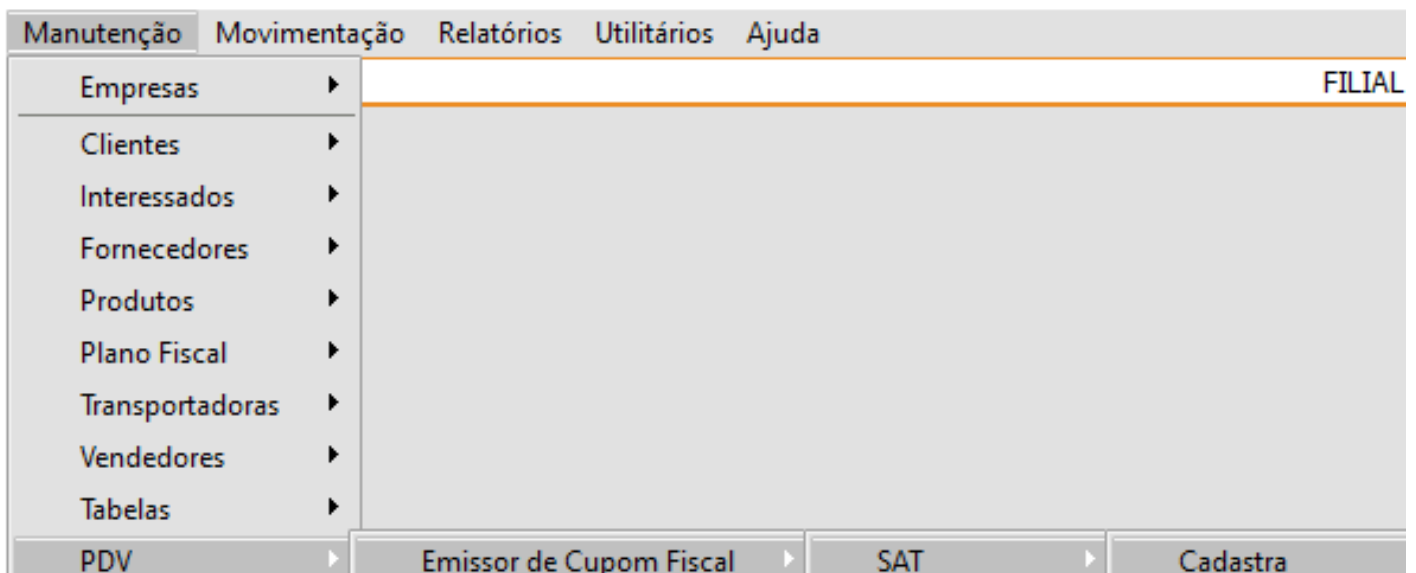 Manutenção Movimentação Relatórios Utilitários Ajuda
Empresas FILIAL
Clientes
Interessados
Fornecedores
Produtos
Plano Fiscal
Transportadoras
Vendedores
Tabelas
PDV Emissor de Cupom Fiscal SAT Cadastra